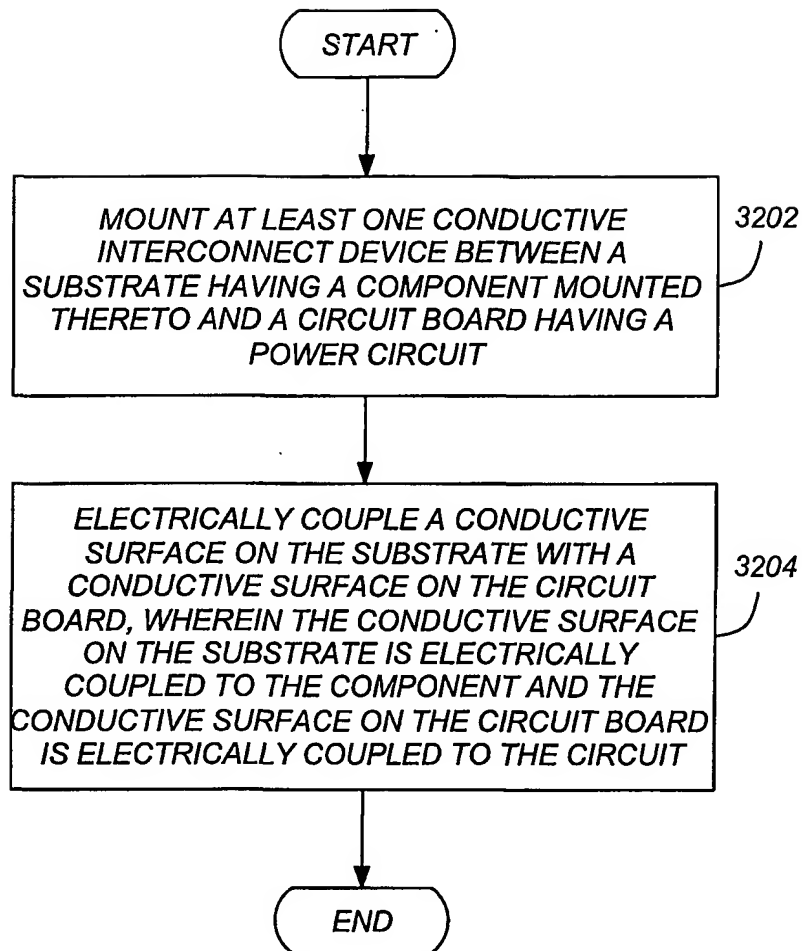 START
MOUNT AT LEAST ONE CONDUCTIVE
INTERCONNECT DEVICE BETWEEN A
SUBSTRATE HAVING A COMPONENT MOUNTED
THERETO AND A CIRCUIT BOARD HAVING A
POWER CIRCUIT
3202
ELECTRICALLY COUPLE A CONDUCTIVE
SURFACE ON THE SUBSTRATE WITH A
CONDUCTIVE SURFACE ON THE CIRCUIT
BOARD, WHEREIN THE CONDUCTIVE SURFACE
ON THE SUBSTRATE IS ELECTRICALLY
COUPLED TO THE COMPONENT AND THE
CONDUCTIVE SURFACE ON THE CIRCUIT BOARD
IS ELECTRICALLY COUPLED TO THE CIRCUIT
3204
END